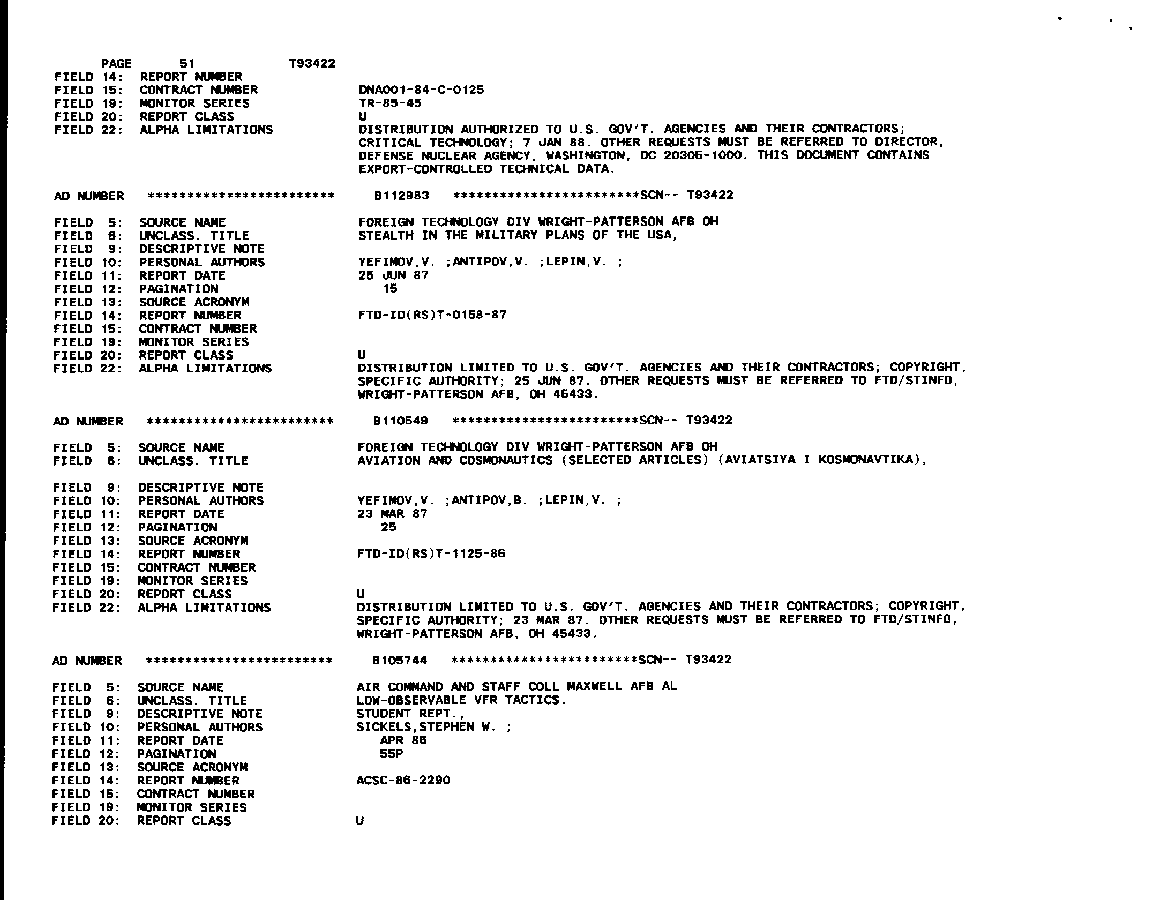 PAGE 51 T93422
FIELD 14: REPORT NUMBER
FIELD 15: CONTRACT NUMBER DNA001-84-C-0125
FIELD 19: MONITOR SERIES TR-85-45
FIELD 20: REPORT CLASS U
FIELD 22: ALPHA LIMITATIONS DISTRIBUTION AUTHORIZED TO U.S. GOV'T. AGENCIES AND THEIR CONTRACTORS;
CRITICAL TECHNOLOGY; 7 JAN 88. OTHER REQUESTS MUST BE REFERRED TO DIRECTOR,
DEFENSE NUCLEAR AGENCY, WASHINGTON, DC 20305-1000. THIS DOCUMENT CONTAINS
EXPORT-CONTROLLED TECHNICAL DATA.
AD NUMBER ************************ B112983 ************************SCN-- T93422
FIELD 5: SOURCE NAME FOREIGN TECHNOLOGY DIV WRIGHT-PATTERSON AFB OH
FIELD 6: UNCLASS. TITLE STEALTH IN THE MILITARY PLANS OF THE USA,
FIELD 9: DESCRIPTIVE NOTE
FIELD 10: PERSONAL AUTHORS YEFIMOV,V. ;ANTIPOV,V. ;LEPIN,V. ;
FIELD 11: REPORT DATE 25 JUN 87
FIELD 12: PAGINATION 15
FIELD 13: SOURCE ACRONYM
FIELD 14: REPORT NUMBER FTD-ID(RS)T-0158-87
FIELD 15: CONTRACT NUMBER
FIELD 19: MONITOR SERIES
FIELD 20: REPORT CLASS U
FIELD 22: ALPHA LIMITATIONS DISTRIBUTION LIMITED TO U.S. GOV'T. AGENCIES AND THEIR CONTRACTORS; COPYRIGHT,
SPECIFIC AUTHORITY; 25 JUN 87. OTHER REQUESTS MUST BE REFERRED TO FTD/STINFO,
WRIGHT-PATTERSON AFB, OH 45433.
AD NUMBER ************************ B110549 ************************SCN-- T93422
FIELD 5: SOURCE NAME FOREIGN TECHNOLOGY DIV WRIGHT-PATTERSON AFB OH
FIELD 6: UNCLASS. TITLE AVIATION AND COSMONAUTICS (SELECTED ARTICLES) (AVIATSIYA I KOSMONAVTIKA),
FIELD 9: DESCRIPTIVE NOTE
FIELD 10: PERSONAL AUTHORS YEFIMOV,V. ;ANTIPOV,B. ;LEPIN,V. ;
FIELD 11: REPORT DATE 23 MAR 87
FIELD 12: PAGINATION 25
FIELD 13: SOURCE ACRONYM
FIELD 14: REPORT NUMBER FTD-ID(RS)T-1125-86
FIELD 15: CONTRACT NUMBER
FIELD 19: MONITOR SERIES
FIELD 20: REPORT CLASS U
FIELD 22: ALPHA LIMITATIONS DISTRIBUTION LIMITED TO U.S. GOV'T. AGENCIES AND THEIR CONTRACTORS; COPYRIGHT,
SPECIFIC AUTHORITY; 23 MAR 87. OTHER REQUESTS MUST BE REFERRED TO FTD/STINFO,
WRIGHT-PATTERSON AFB, OH 45433.
AD NUMBER ************************ B105744 ************************SCN-- T93422
FIELD 5: SOURCE NAME AIR COMMAND AND STAFF COLL MAXWELL AFB AL
FIELD 6: UNCLASS. TITLE LOW-OBSERVABLE VFR TACTICS.
FIELD 9: DESCRIPTIVE NOTE STUDENT REPT.,
FIELD 10: PERSONAL AUTHORS SICKELS,STEPHEN W. ;
FIELD 11: REPORT DATE APR 86
FIELD 12: PAGINATION 55P
FIELD 13: SOURCE ACRONYM
FIELD 14: REPORT NUMBER ACSC-86-2290
FIELD 15: CONTRACT NUMBER
FIELD 19: MONITOR SERIES
FIELD 20: REPORT CLASS U